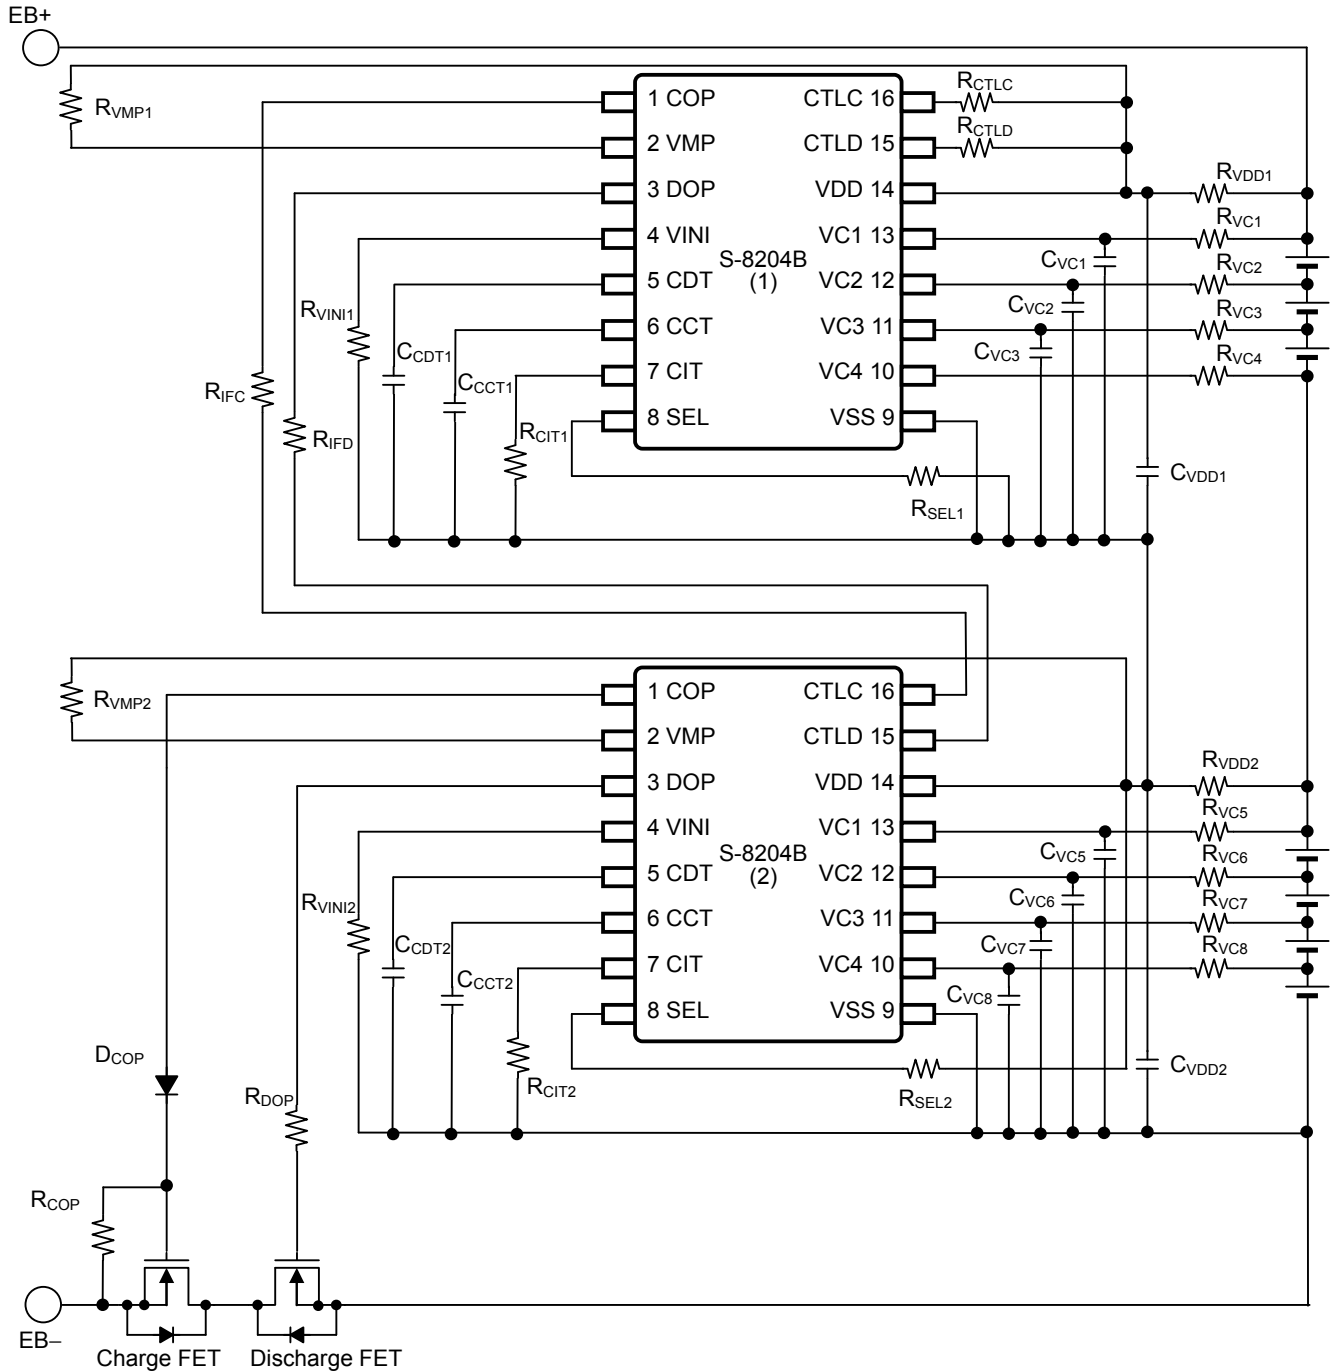 EB+
RVMP1
1 COP
CTLC 16
RCTLC
2 VMP
CTLD 15
RCTLD
3 DOP
VDD 14
RVDD1
4 VINI
VC1 13
RVC1
S-8204B
(1)
CVC1
5 CDT
VC2 12
RVC2
RVINI1
CVC2
6 CCT
VC3 11
RVC3
CCDT1
CVC3
7 CIT
VC4 10
RVC4
RIFC
CCCT1
8 SEL
VSS 9
RIFD
RCIT1
CVDD1
RSEL1
RVMP2
1 COP
CTLC 16
2 VMP
CTLD 15
3 DOP
VDD 14
RVDD2
4 VINI
VC1 13
RVC5
S-8204B
(2)
CVC5
5 CDT
VC2 12
RVC6
RVINI2
CVC6
6 CCT
VC3 11
RVC7
CCDT2
CVC7
7 CIT
VC4 10
RVC8
CCCT2
CVC8
8 SEL
VSS 9
DCOP
RCIT2
CVDD2
RDOP
RSEL2
RCOP
EB−
Charge FET
Discharge FET